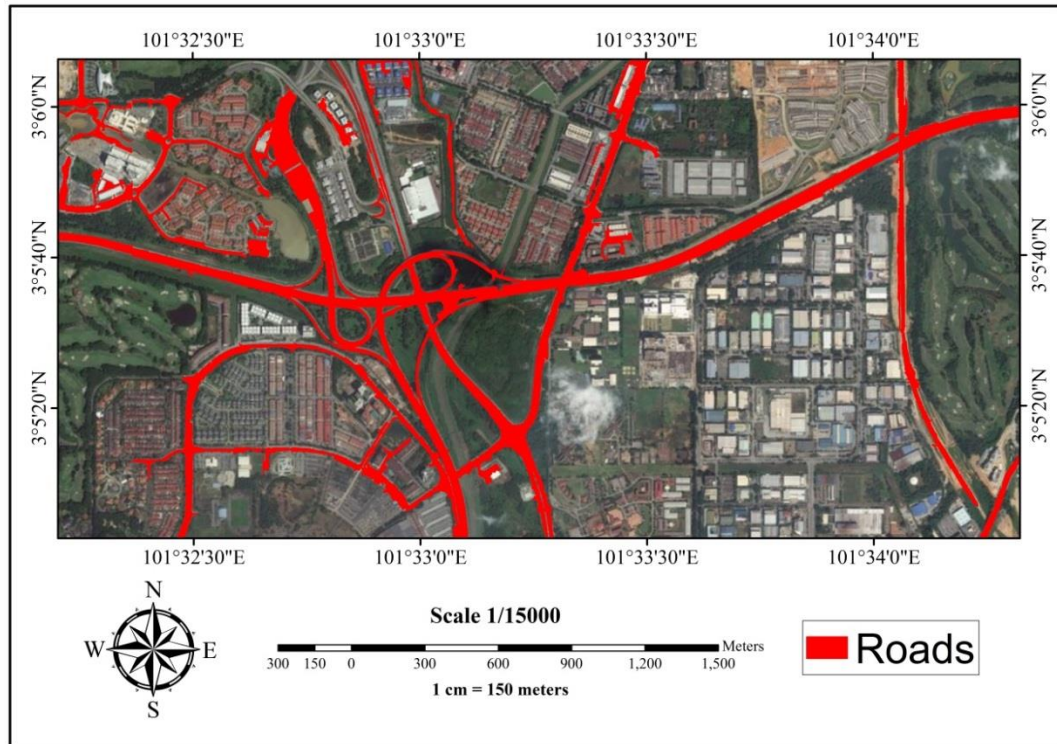 101°32'30"E 101°33'0"E 101°33'30"E 101°34'0"E
3°6'0"N 3°6'0"N
3°5'40"N 3°5'40"N
3°5'20"N 3°5'20"N
101°32'30"E 101°33'0"E 101°33'30"E 101°34'0"E
N
W E
S
Scale 1/15000
Meters
300 150 0 300 600 900 1,200 1,500
1 cm = 150 meters
Roads